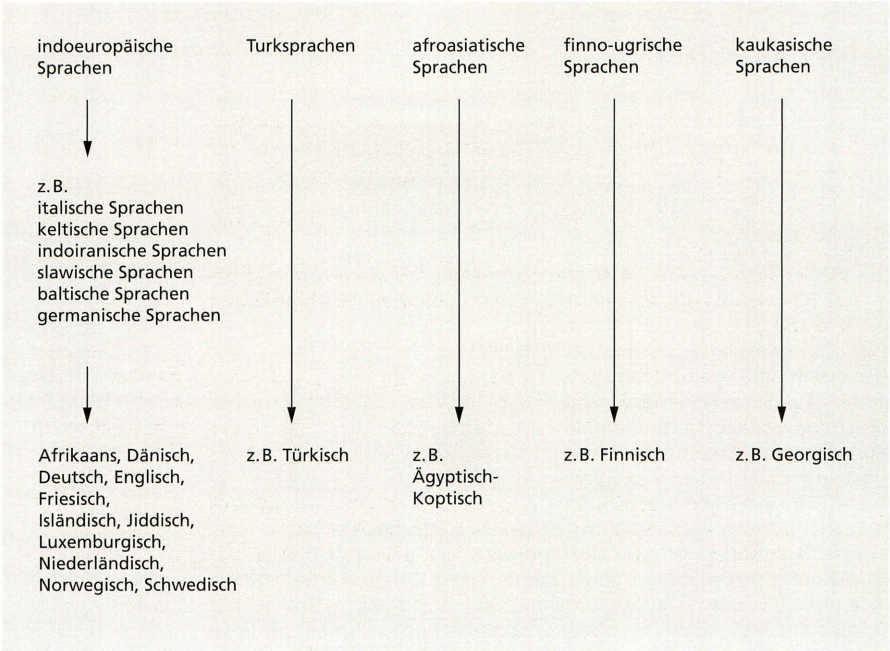 indoeuropäische
Sprachen
Turksprachen
afroasiatische
Sprachen
finno-ugrische
Sprachen
kaukasische
Sprachen
z.B.
italische Sprachen
keltische Sprachen
indoiranische Sprachen
slawische Sprachen
baltische Sprachen
germanische Sprachen
Afrikaans, Dänisch,
Deutsch, Englisch,
Friesisch,
Isländisch, Jiddisch,
Luxemburgisch,
Niederländisch,
Norwegisch, Schwedisch
z.B. Türkisch
z.B.
Ägyptisch-
Koptisch
z.B. Finnisch
z.B. Georgisch